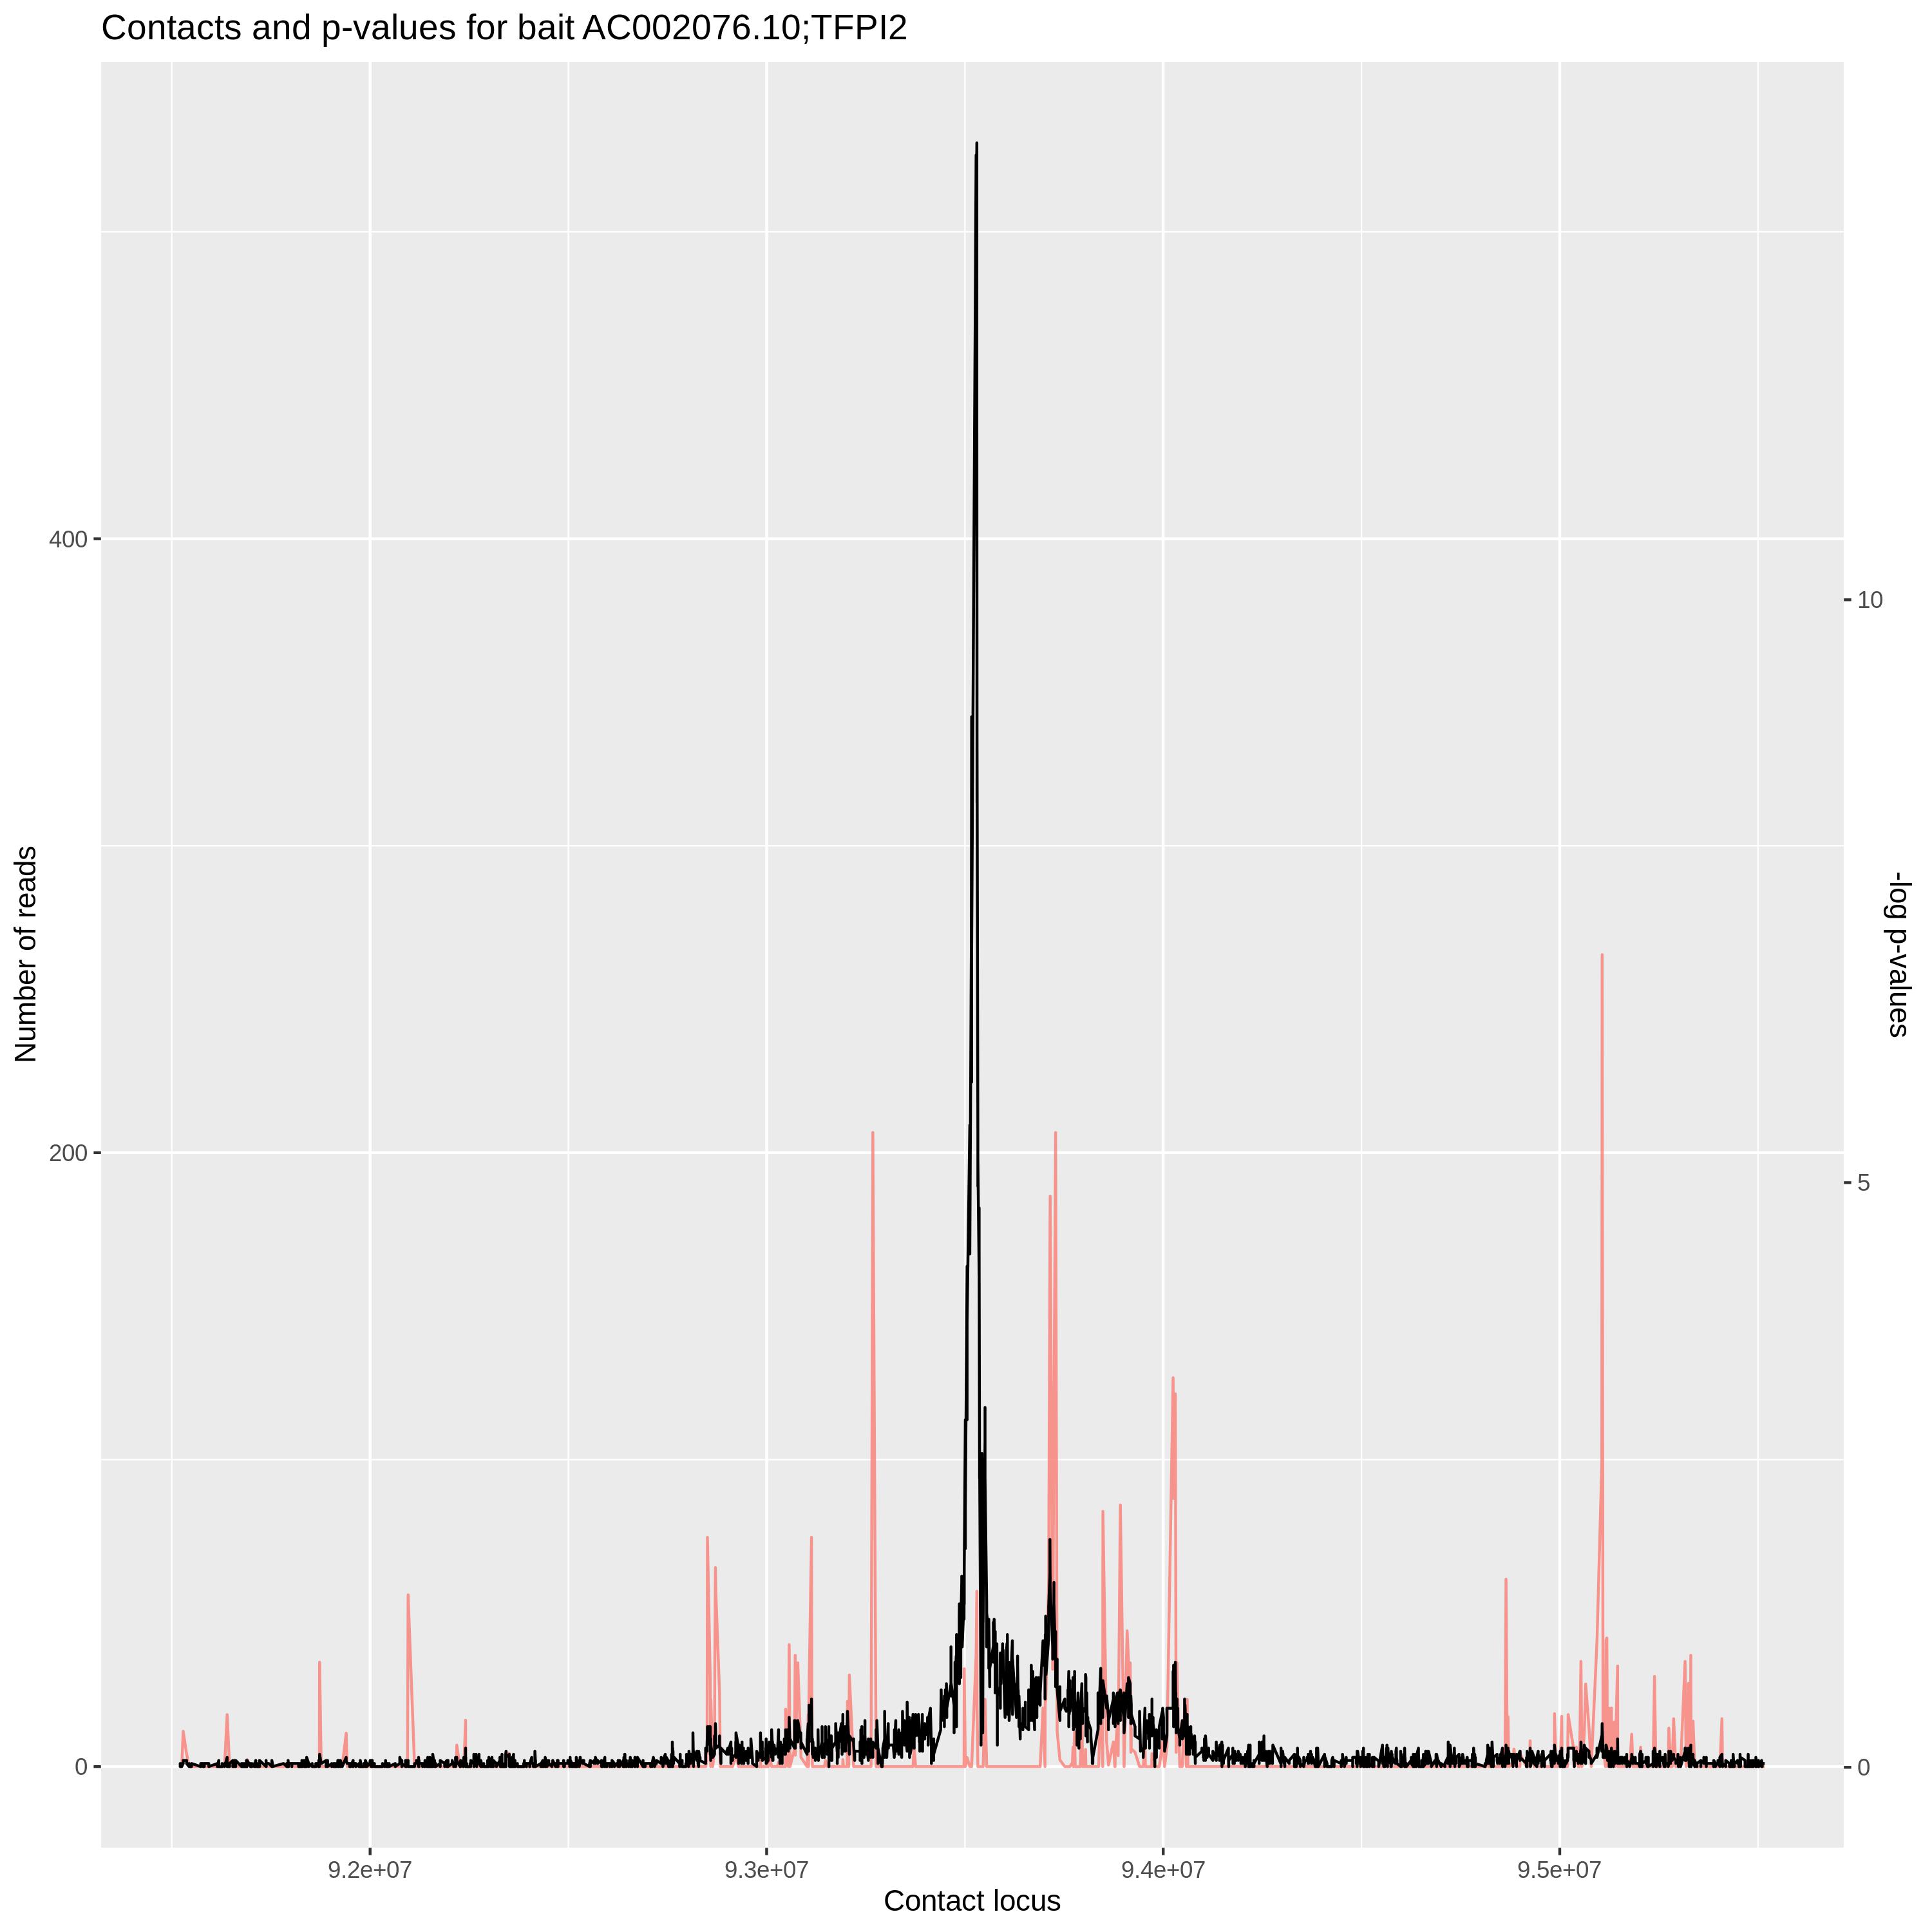 Contacts and p-values for bait AC002076.10;TFPI2
400
200
0
Number of reads
10
5
0
-log p-values
9.2e+07
9.3e+07
9.4e+07
9.5e+07
Contact locus